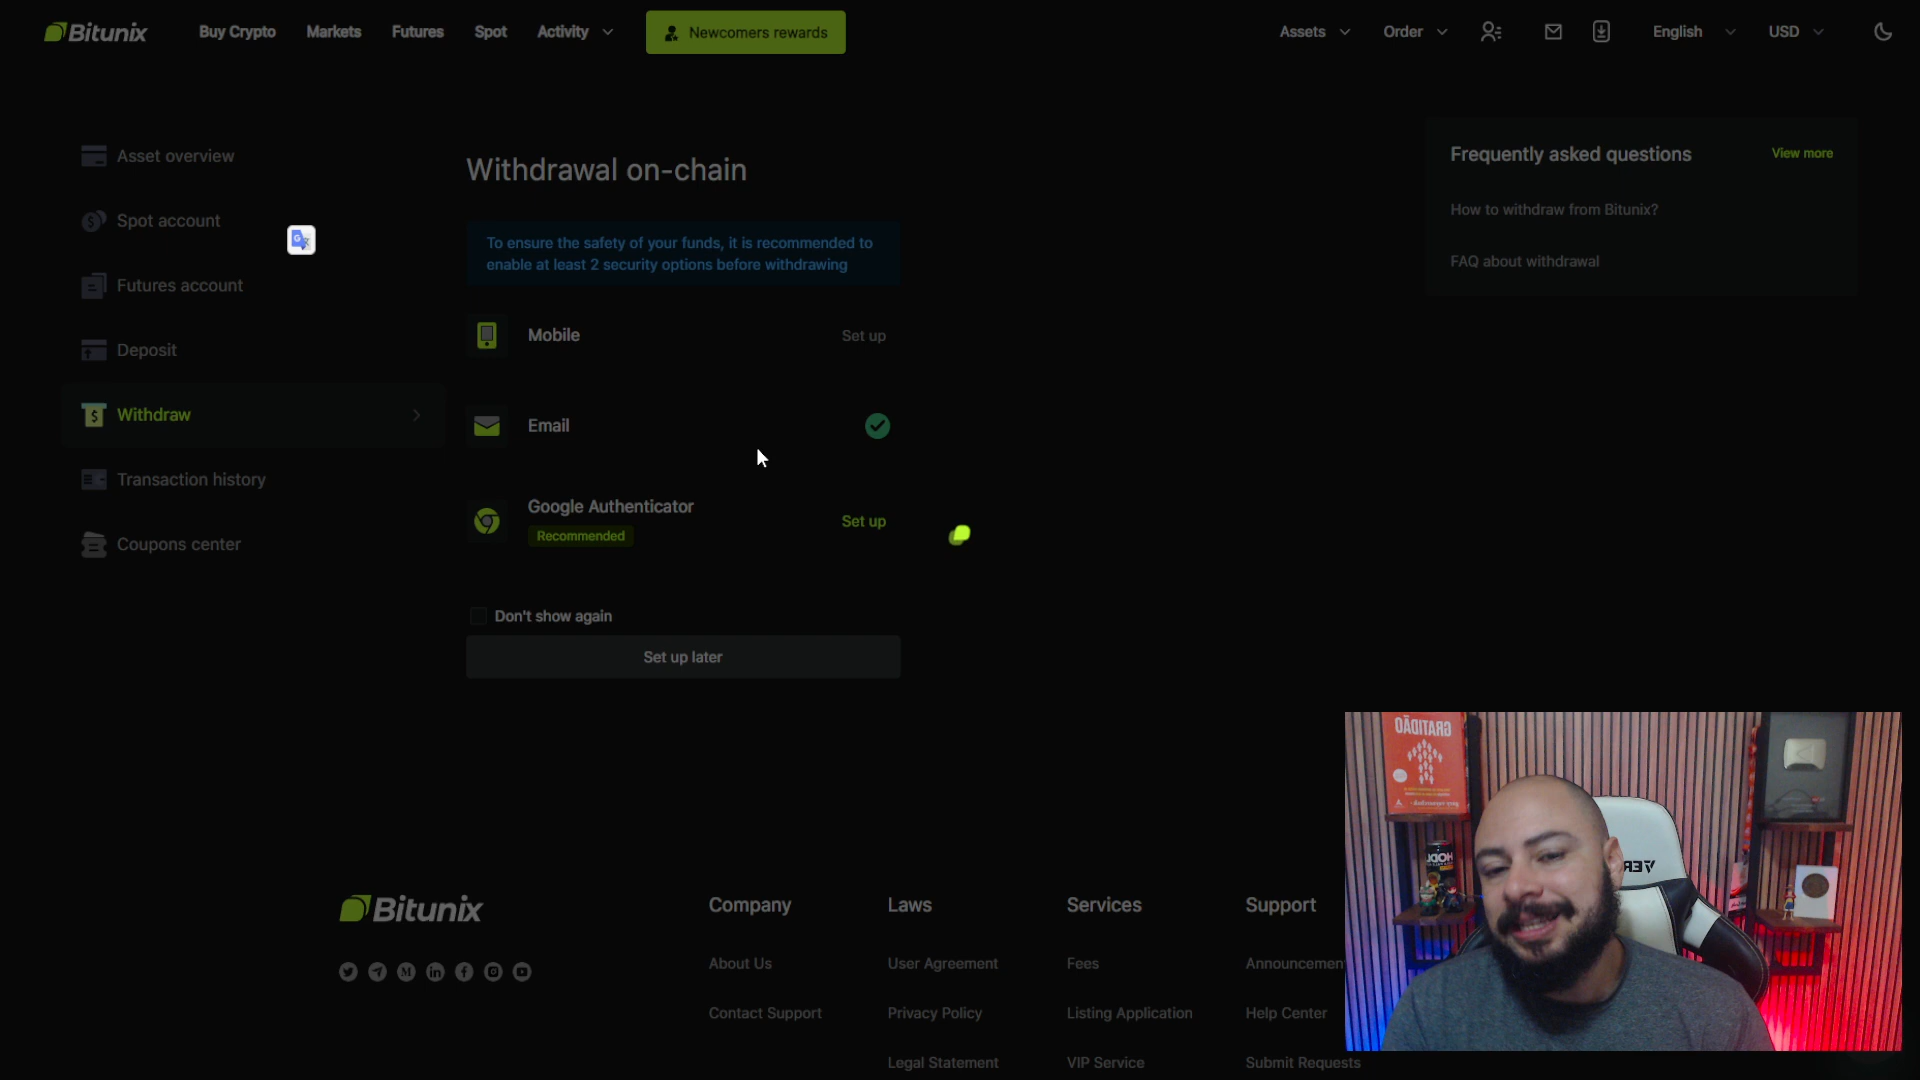 Bitunix
Buy Crypto
Markets
Futures
Spot
Activity
Newcomers rewards
Assets
Order
English
USD
Asset overview
Spot account
Futures account
Deposit
Withdraw
Transaction history
Coupons center
Withdrawal on-chain
To ensure the safety of your funds, it is recommended to
enable at least 2 security options before withdrawing
Mobile
Set up
Email
Google Authenticator
Recommended
Set up
Don't show again
Set up later
Frequently asked questions
View more
How to withdraw from Bitunix?
FAQ about withdrawal
Bitunix
Company
About Us
Contact Support
Laws
User Agreement
Privacy Policy
Legal Statement
Services
Fees
Listing Application
VIP Service
Support
Announcemen
Help Center
Submit Requests
GRATIDÃO